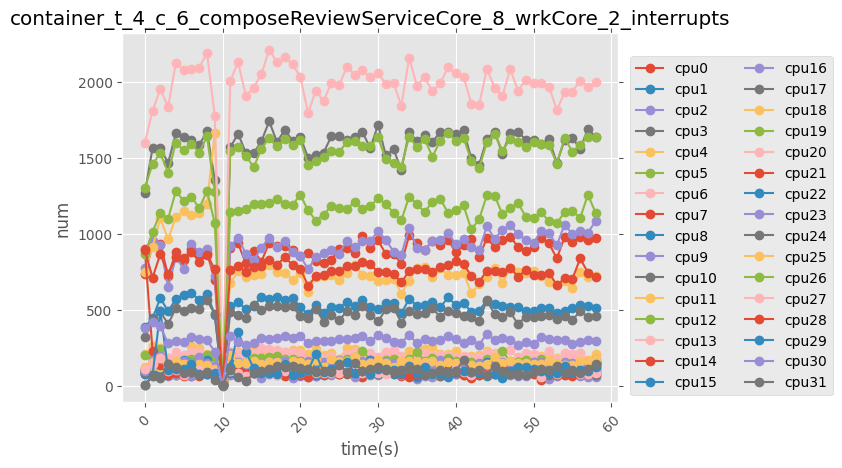 container_t_4_c_6_composeReviewServiceCore_8_wrkCore_2_interrupts
num
2000
1500
1000
500
0
0
10
20
30
40
50
60
time(s)
cpu0
cpu1
cpu2
cpu3
cpu4
cpu5
cpu6
cpu7
cpu8
cpu9
cpu10
cpu11
cpu12
cpu13
cpu14
cpu15
cpu16
cpu17
cpu18
cpu19
cpu20
cpu21
cpu22
cpu23
cpu24
cpu25
cpu26
cpu27
cpu28
cpu29
cpu30
cpu31